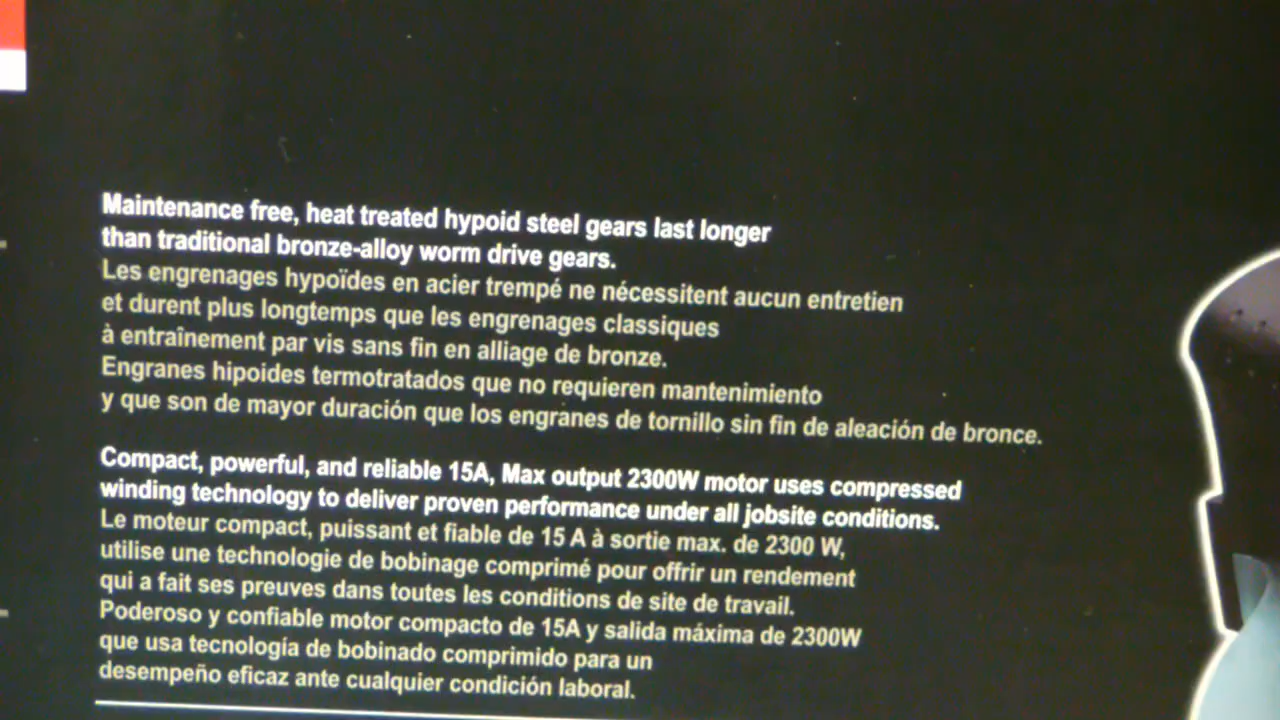 Maintenance free, heat treated hypoid steel gears last longer
than traditional bronze-alloy worm drive gears.
Les engrenages hypoïdes en acier trempé ne nécessitent aucun entretien
et durent plus longtemps que les engrenages classiques
à entraînement par vis sans fin en alliage de bronze.
Engranes hipoides termotratados que no requieren mantenimiento
y que son de mayor duración que los engranes de tornillo sin fin de aleación de bronce.
Compact, powerful, and reliable 15A, Max output 2300W motor uses compressed
winding technology to deliver proven performance under all jobsite conditions.
Le moteur compact, puissant et fiable de 15 A à sortie max. de 2300 W,
utilise une technologie de bobinage comprimé pour offrir un rendement
qui a fait ses preuves dans toutes les conditions de site de travail.
Poderoso y confiable motor compacto de 15A y salida máxima de 2300W
que usa tecnología de bobinado comprimido para un
desempeño eficaz ante cualquier condición laboral.